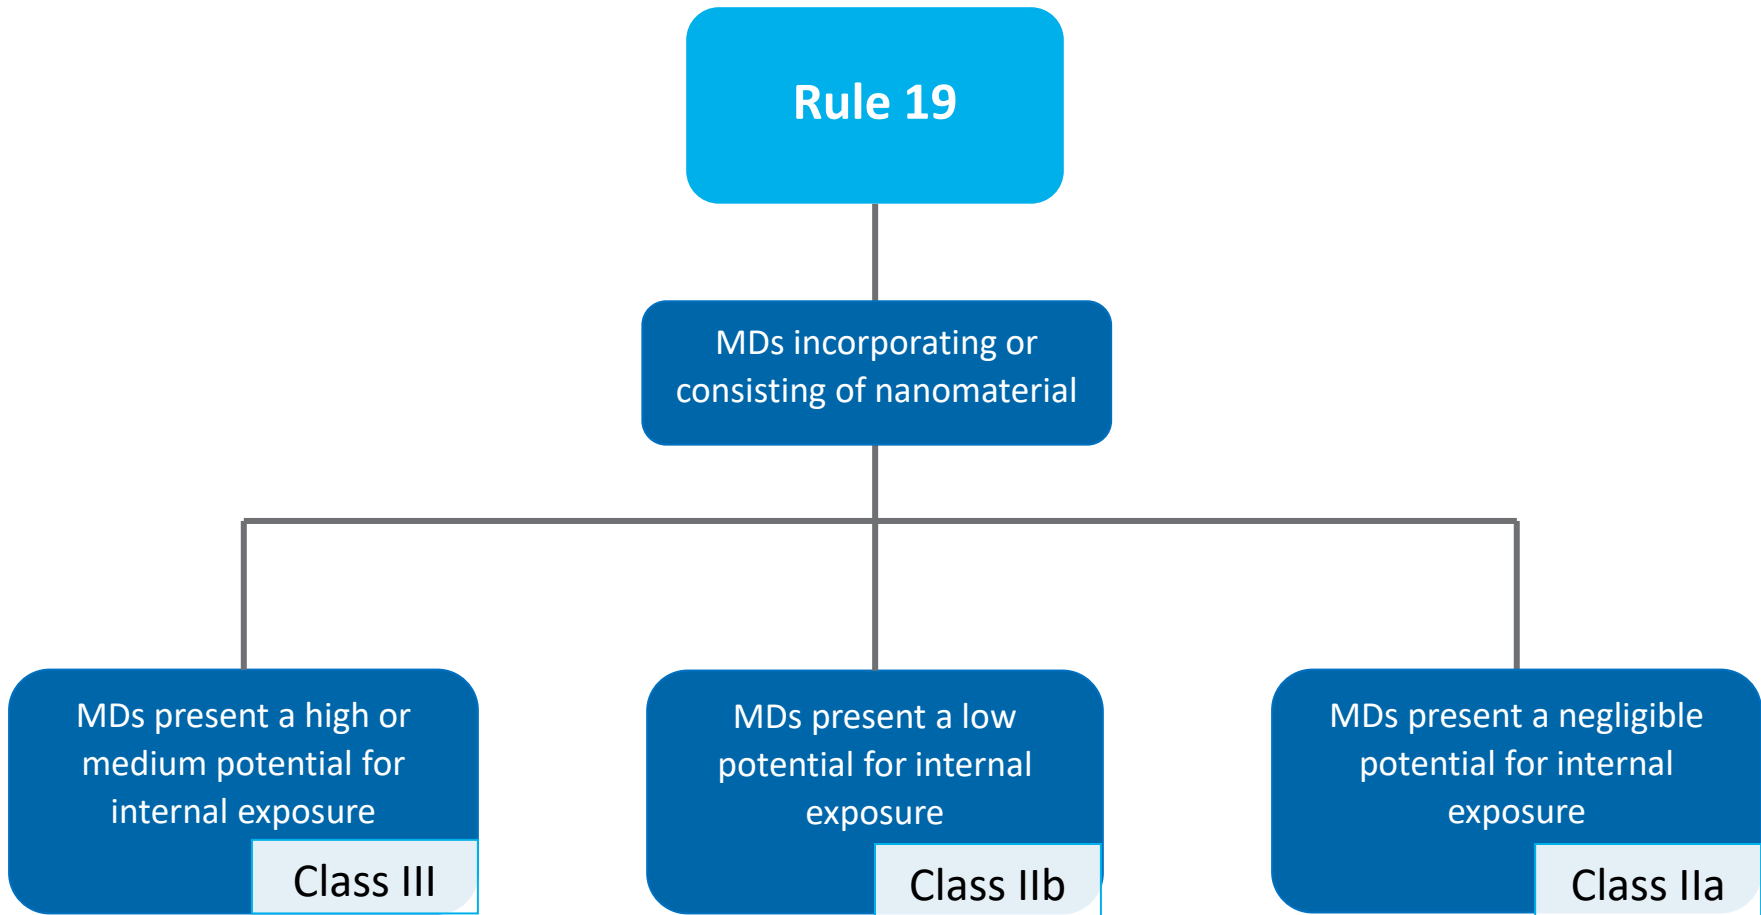 Rule 19
MDs incorporating or
consisting of nanomaterial
MDs present a high or
medium potential for
internal exposure
Class III
MDs present a low
potential for internal
exposure
Class IIb
MDs present a negligible
potential for internal
exposure
Class IIa